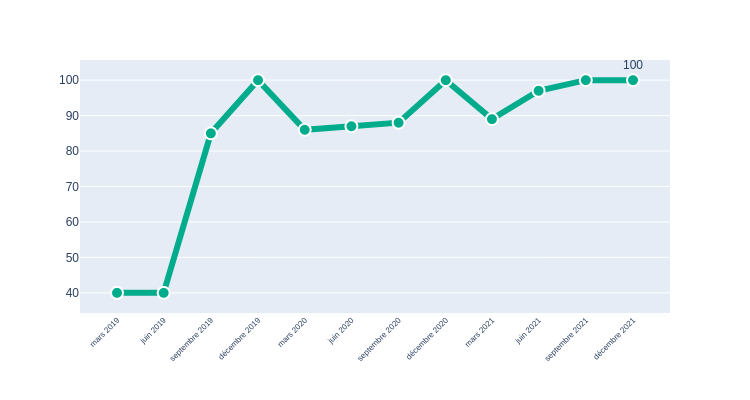 100
100
90
80
70
60
50
40
mars 2019
juin 2019
septembre 2019
décembre 2019
mars 2020
juin 2020
septembre 2020
décembre 2020
mars 2021
juin 2021
septembre 2021
décembre 2021